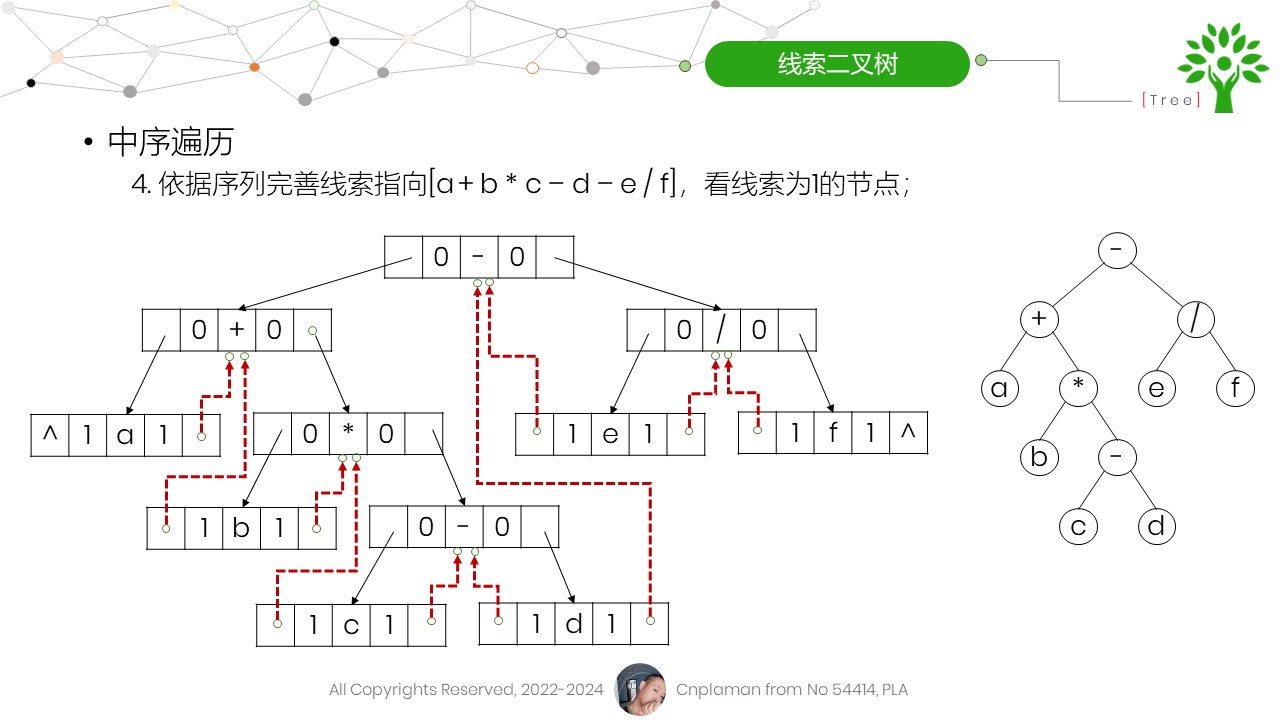 线索二叉树
[Tree]
• 中序遍历
4. 依据序列完善线索指向[a + b * c – d – e / f]，看线索为1的节点；
0 - 0
0 + 0
0 / 0
^ 1 a 1
0 * 0
1 e 1
1 f 1 ^
1 b 1
0 - 0
1 c 1
1 d 1
-
+ /
a * e f
b -
c d
All Copyrights Reserved, 2022-2024 Cnplaman from No 54414, PLA